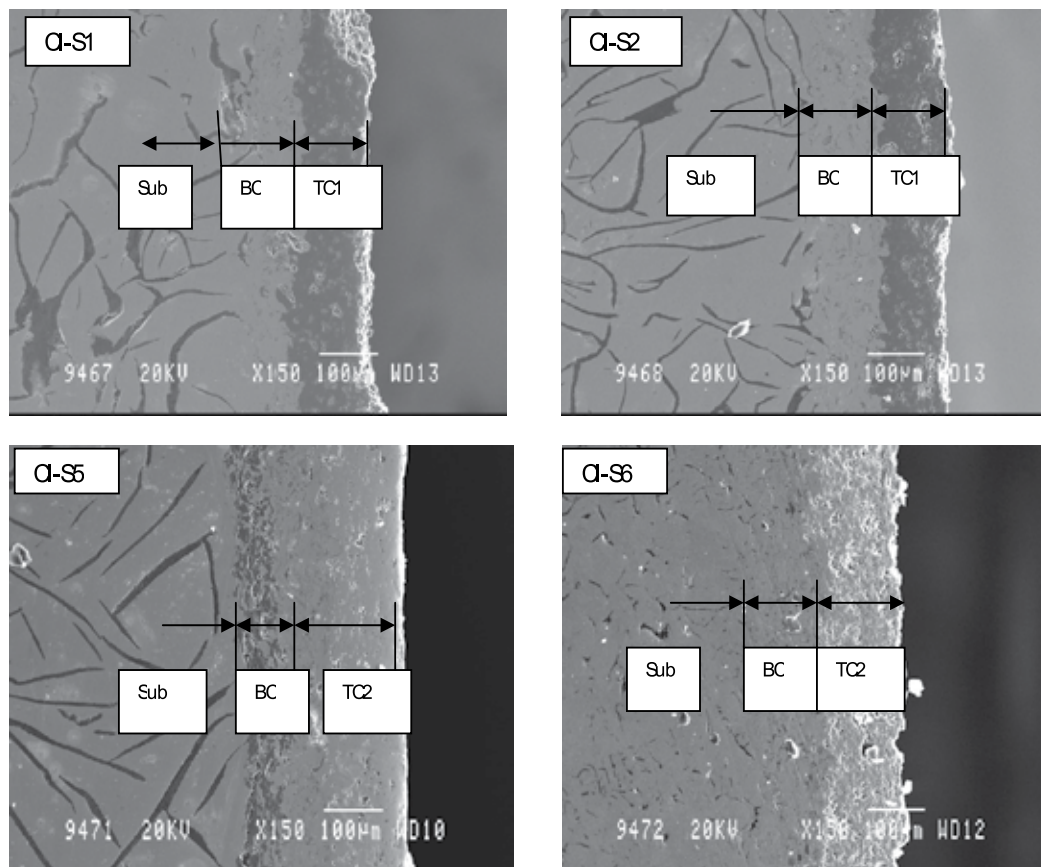 CI-S1
Sub
BC
TC1
9467 20KV X150 100µm WD13
CI-S2
Sub
BC
TC1
9468 20KV X150 100µm WD13
CI-S5
Sub
BC
TC2
9471 20KV X150 100µm WD10
CI-S6
Sub
BC
TC2
9472 20KV X150 100µm WD12